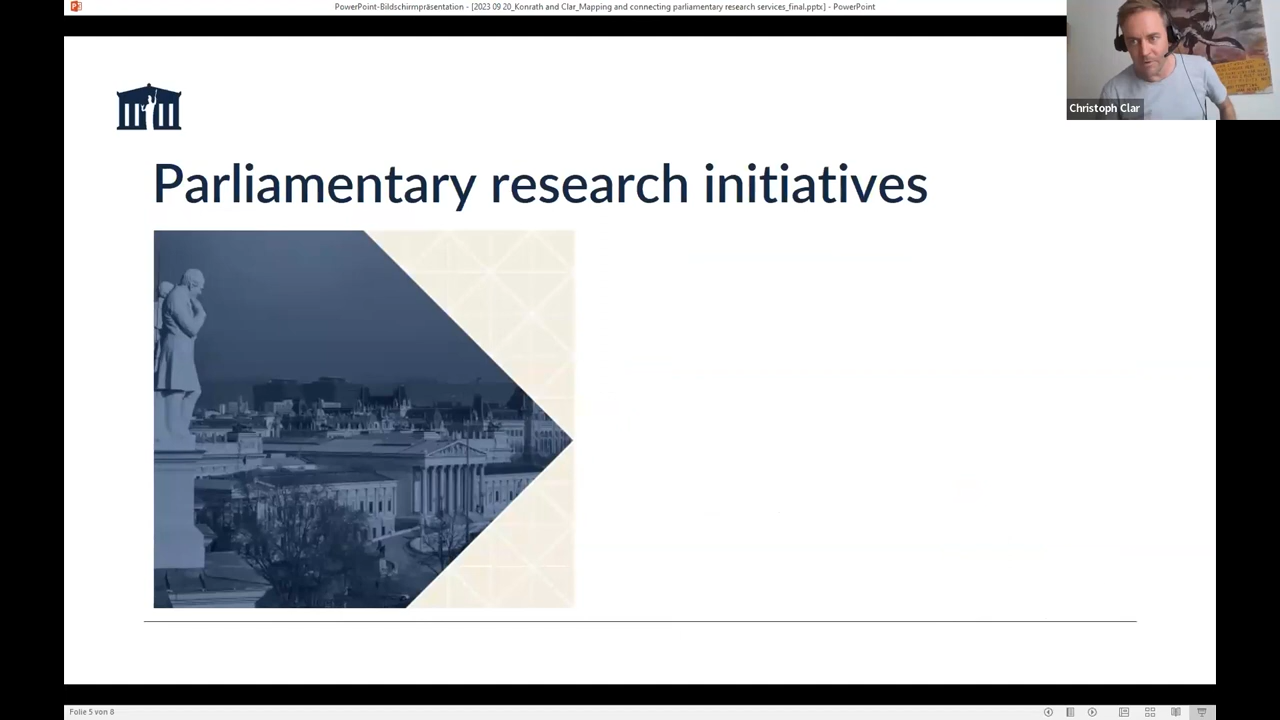 PowerPoint-Bildschirmpräsentation - [2023 09 20_Konrath and Clar_Mapping and connecting parliamentary research services_final.pptx] - PowerPoint
Christoph Clar
Parliamentary research initiatives
Folie 5 von 8